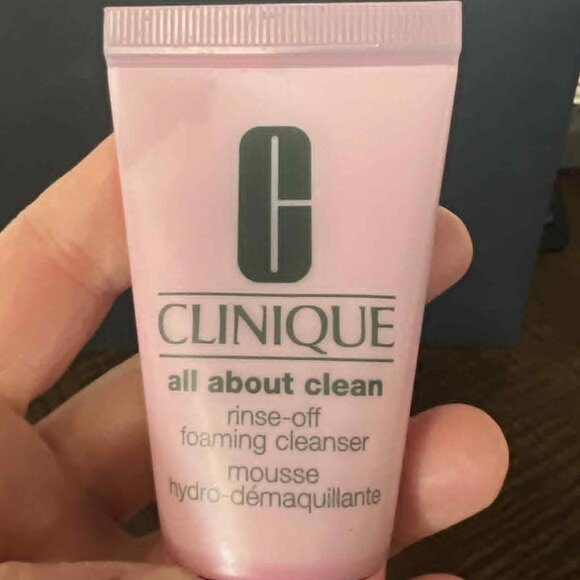 C
CLINIQUE
all about clean
rinse-off
foaming cleanser
mousse
hydro-démaquillante